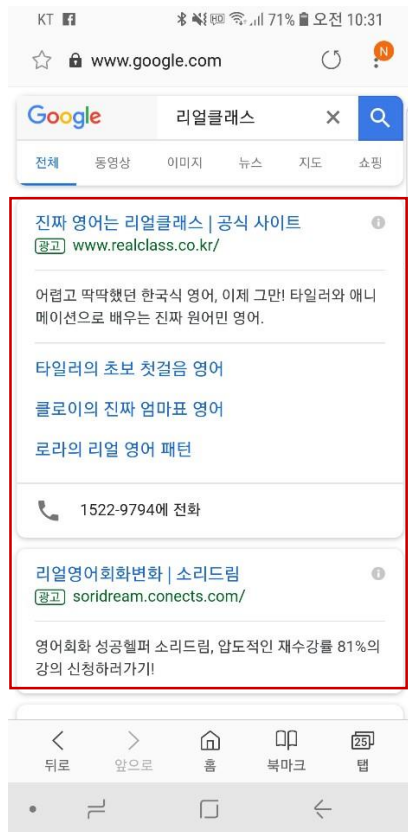 KT 71% 오전 10:31
www.google.com N
Google 리얼클래스
전체 동영상 이미지 뉴스 지도 쇼핑
진짜 영어는 리얼클래스 | 공식 사이트
광고 www.realclass.co.kr/
어렵고 딱딱했던 한국식 영어, 이제 그만! 타일러와 애니
메이션으로 배우는 진짜 원어민 영어.
타일러의 초보 첫걸음 영어
클로이의 진짜 엄마표 영어
로라의 리얼 영어 패턴
1522-9794에 전화
리얼영어회화변화 | 소리드림
광고 soridream.conects.com/
영어회화 성공헬퍼 소리드림, 압도적인 재수강률 81%의
강의 신청하러가기!
25
뒤로 앞으로 홈 북마크 탭